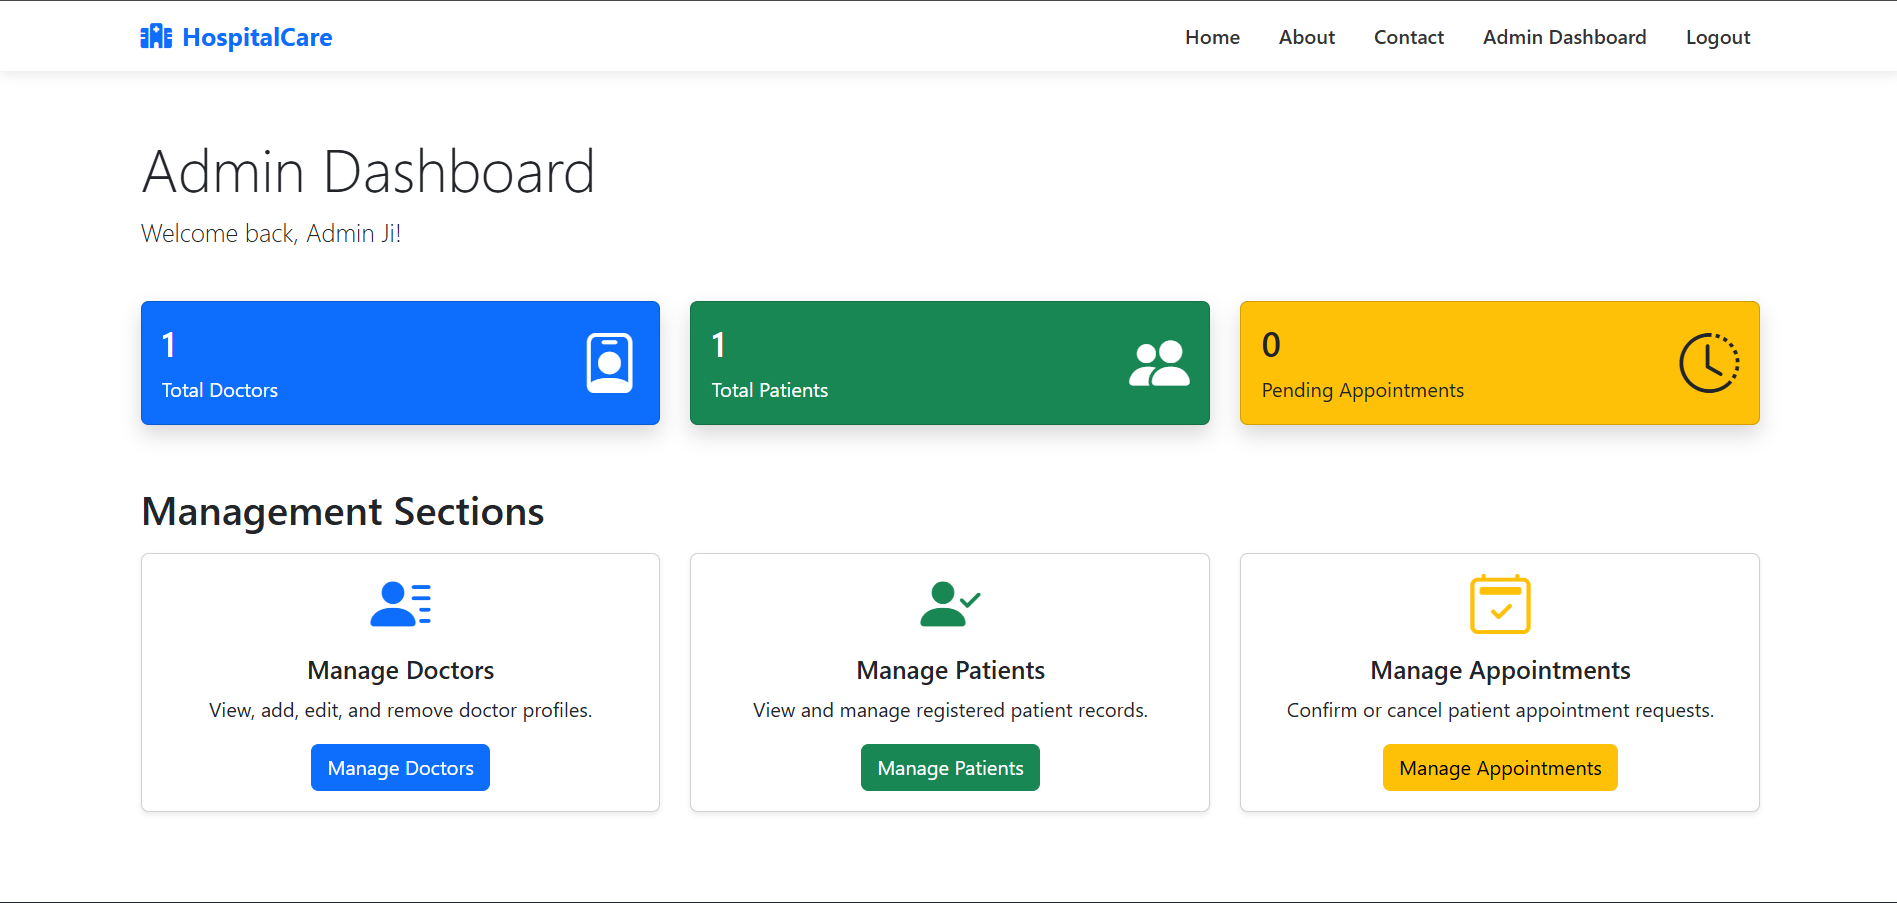 HospitalCare
Home About Contact Admin Dashboard Logout
Admin Dashboard
Welcome back, Admin Ji!
1
Total Doctors
1
Total Patients
0
Pending Appointments
Management Sections
Manage Doctors
View, add, edit, and remove doctor profiles.
Manage Doctors
Manage Patients
View and manage registered patient records.
Manage Patients
Manage Appointments
Confirm or cancel patient appointment requests.
Manage Appointments